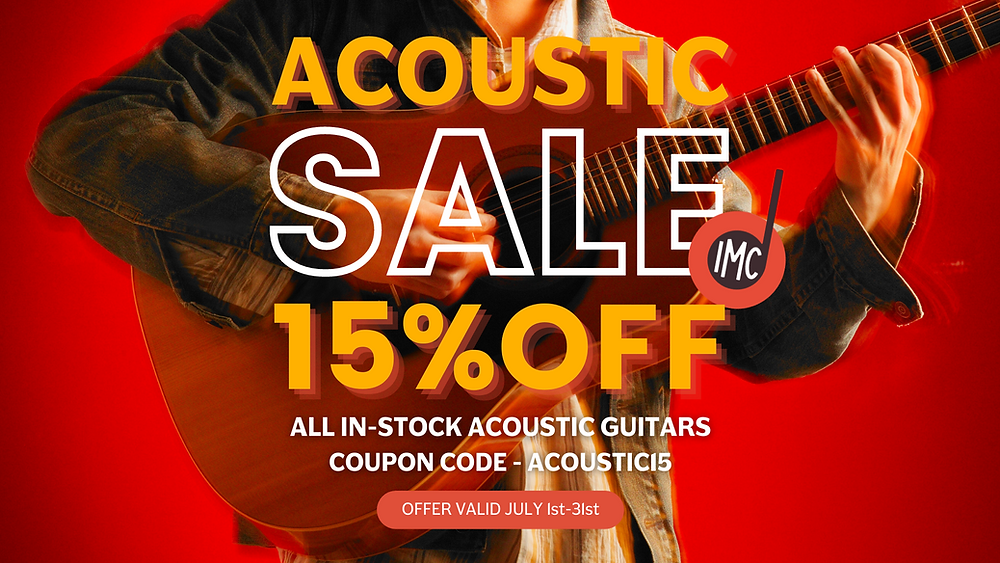 ACOUSTIC
SALE
IMC
15%OFF
ALL IN-STOCK ACOUSTIC GUITARS
COUPON CODE - ACOUSTIC15
OFFER VALID JULY 1st-31st